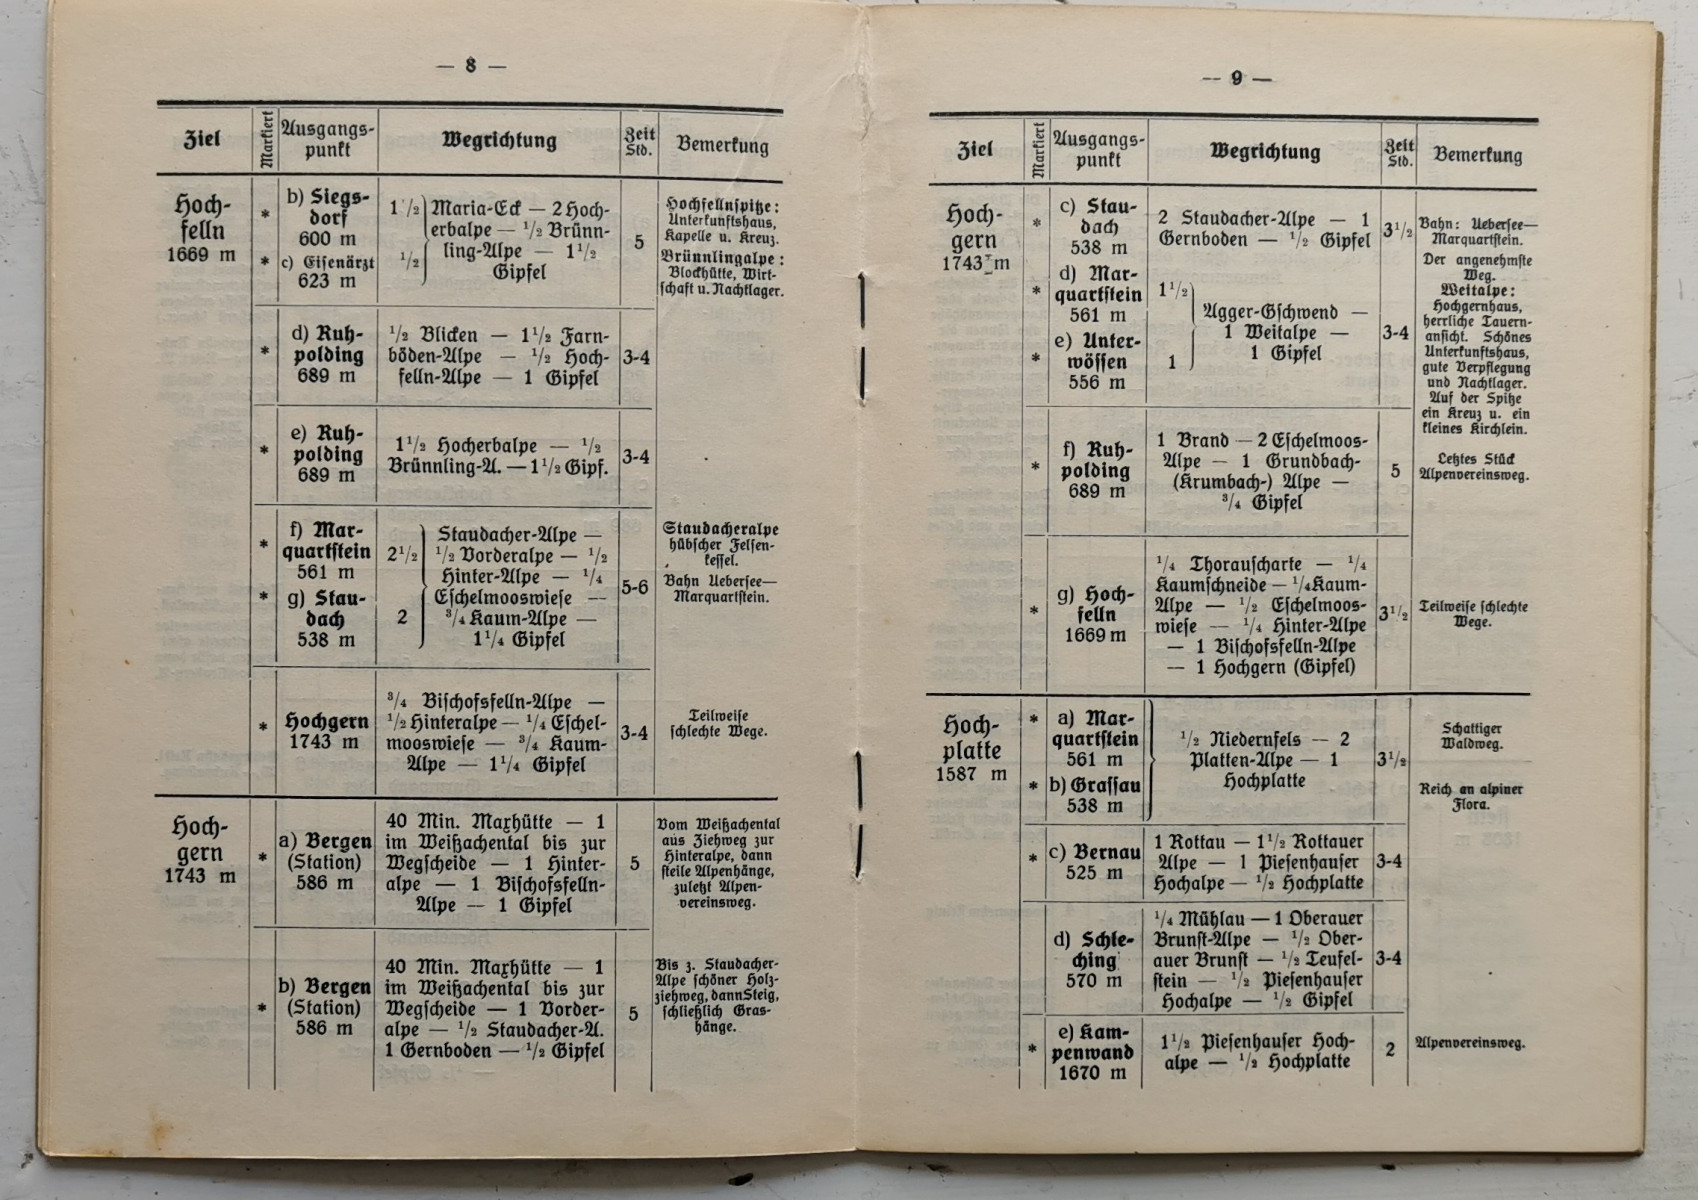 — 8 —
Ziel
Markiert
Ausgangs-
punkt
Wegrichtung
Zeit
Std.
Bemerkung
Hoch-
felln
1669 m
*
b) Siegs-
dorf
600 m
*
c) Eisenärzt
623 m
1 1/2
1/2
Maria-Eck — 2 Hoch-
erbalpe — 1/2 Brünn-
ling-Alpe — 1 1/2
Gipfel
5
Hochfellnspitze:
Unterkunftshaus,
Kapelle u. Kreuz.
Brünnlingalpe:
Blockhütte, Wirt-
schaft u. Nachtlager.
*
d) Ruh-
polding
689 m
1/2 Blicken — 1 1/2 Farn-
böden-Alpe — 1/2 Hoch-
felln-Alpe — 1 Gipfel
3-4
*
e) Ruh-
polding
689 m
1 1/2 Hocherbalpe — 1/2
Brünnling-A. — 1 1/2 Gipf.
3-4
*
f) Mar-
quartstein
561 m
*
g) Stau-
dach
538 m
2 1/2
2
Staudacher-Alpe —
1/2 Vorderalpe — 1/2
Hinter-Alpe — 1/4
Eschelmooswiese —
3/4 Kaum-Alpe —
1 1/4 Gipfel
5-6
Staudacheralpe
hübscher Felsen-
kessel.
Bahn Uebersee—
Marquartstein.
*
Hochgern
1743 m
3/4 Bischofsfelln-Alpe —
1/2 Hinteralpe — 1/4 Eschel-
mooswiese — 3/4 Kaum-
Alpe — 1 1/4 Gipfel
3-4
Teilweise
schlechte Wege.
Hoch-
gern
1743 m
*
a) Bergen
(Station)
586 m
40 Min. Maxhütte — 1
im Weißachental bis zur
Wegscheide — 1 Hinter-
alpe — 1 Bischofsfelln-
Alpe — 1 Gipfel
5
Vom Weißachental
aus Ziehweg zur
Hinteralpe, dann
steile Alpenhänge,
zuletzt Alpen-
vereinsweg.
*
b) Bergen
(Station)
586 m
40 Min. Maxhütte — 1
im Weißachental bis zur
Wegscheide — 1 Vorder-
alpe — 1/2 Staudacher-A.
1 Gernboden — 1/2 Gipfel
5
Bis z. Staudacher-
Alpe schöner Holz-
ziehweg, dann Steig,
schließlich Gras-
hänge.
— 9 —
Ziel
Markiert
Ausgangs-
punkt
Wegrichtung
Zeit
Std.
Bemerkung
Hoch-
gern
1743 m
*
c) Stau-
dach
538 m
2 Staudacher-Alpe — 1
Gernboden — 1/2 Gipfel
3 1/2
Bahn: Uebersee—
Marquartstein.
Der angenehmste
Weg.
*
d) Mar-
quartstein
561 m
*
e) Unter-
wössen
556 m
1 1/2
1
Agger-Gschwend —
1 Weitalpe —
1 Gipfel
3-4
Weitalpe:
Hochgernhaus,
herrliche Tauern-
ansicht. Schönes
Unterkunftshaus,
gute Verpflegung
und Nachtlager.
Auf der Spitze
ein Kreuz u. ein
kleines Kirchlein.
*
f) Ruh-
polding
689 m
1 Brand — 2 Eschelmoos-
Alpe — 1 Grundbach-
(Krumbach-) Alpe —
3/4 Gipfel
5
Letztes Stück
Alpenvereinsweg.
*
g) Hoch-
felln
1669 m
1/4 Thorauscharte — 1/4
Kaumschneide — 1/4 Kaum-
Alpe — 1/2 Eschelmoos-
wiese — 1/4 Hinter-Alpe
— 1 Bischofsfelln-Alpe
— 1 Hochgern (Gipfel)
3 1/2
Teilweise schlechte
Wege.
Hoch-
platte
1587 m
*
a) Mar-
quartstein
561 m
*
b) Grassau
538 m
1/2 Niedernfels — 2
Platten-Alpe — 1
Hochplatte
3 1/2
Schattiger
Waldweg.
Reich an alpiner
Flora.
*
c) Bernau
525 m
1 Rottau — 1 1/2 Rottauer
Alpe — 1 Piesenhauser
Hochalpe — 1/2 Hochplatte
3-4
d) Schle-
ching
570 m
1/4 Mühlau — 1 Oberauer
Brunst-Alpe — 1/2 Ober-
auer Brunst — 1/2 Teufel-
stein — 1/2 Piesenhauser
Hochalpe — 1/2 Gipfel
3-4
*
e) Kam-
penwand
1670 m
1 1/2 Piesenhauser Hoch-
alpe — 1/2 Hochplatte
2
Alpenvereinsweg.